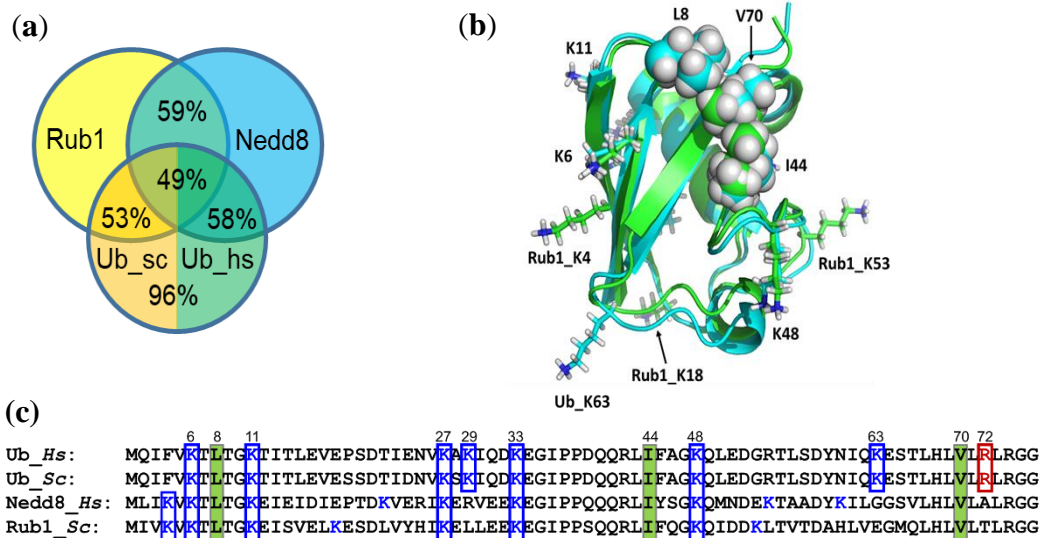 (a)
Rub1
59%
Nedd8
49%
53%
58%
Ub_sc
Ub_hs
96%
(b)
L8
V70
K11
K6
I44
Rub1_K4
Rub1_K53
K48
Rub1_K18
Ub_K63
(c)
6 8 11 27 29 33 44 48 63 70 72
Ub_Hs: MQIFVKTLTGKTITLEVEPSDTIENVKAKIQDKEGIPPDQQRLIFAGKQLEDGRTLSDYNIQKESTLHLVLRLRGG
Ub_Sc: MQIFVKTLTGKTITLEVESSDTIDNVKSKIQDKEGIPPDQQRLIFAGKQLEDGRTLSDYNIQKESTLHLVLRLRGG
Nedd8_Hs: MLIKVKTLTGKEIEIDIEPTDKVERIKERVEEKEGIPPQQQRLIYSGKQMNDEKTAADYKILGGSVLHLVLALRGG
Rub1_Sc: MIVKVKTLTGKEISVELKESDLVYHIKELLEEKEGIPPSQQRLIFQGKQIDDKLTVTDAHLVEGMQLHLVLTLRGG